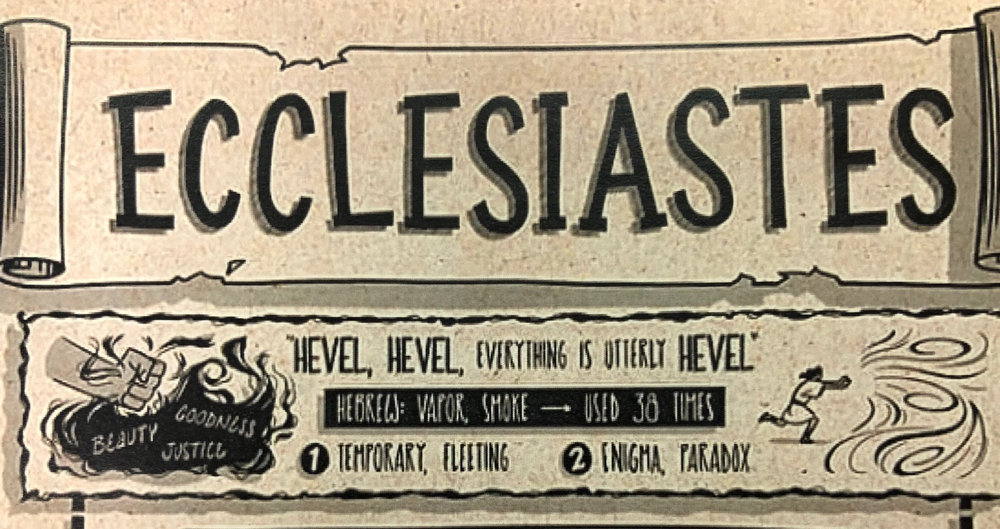 ECCLESIASTES
"HEVEL, HEVEL, EVERYTHING IS UTTERLY HEVEL"
HEBREW: VAPOR, SMOKE → USED 38 TIMES
1 TEMPORARY, FLEETING 2 ENIGMA, PARADOX
GOODNESS
BEAUTY
JUSTICE